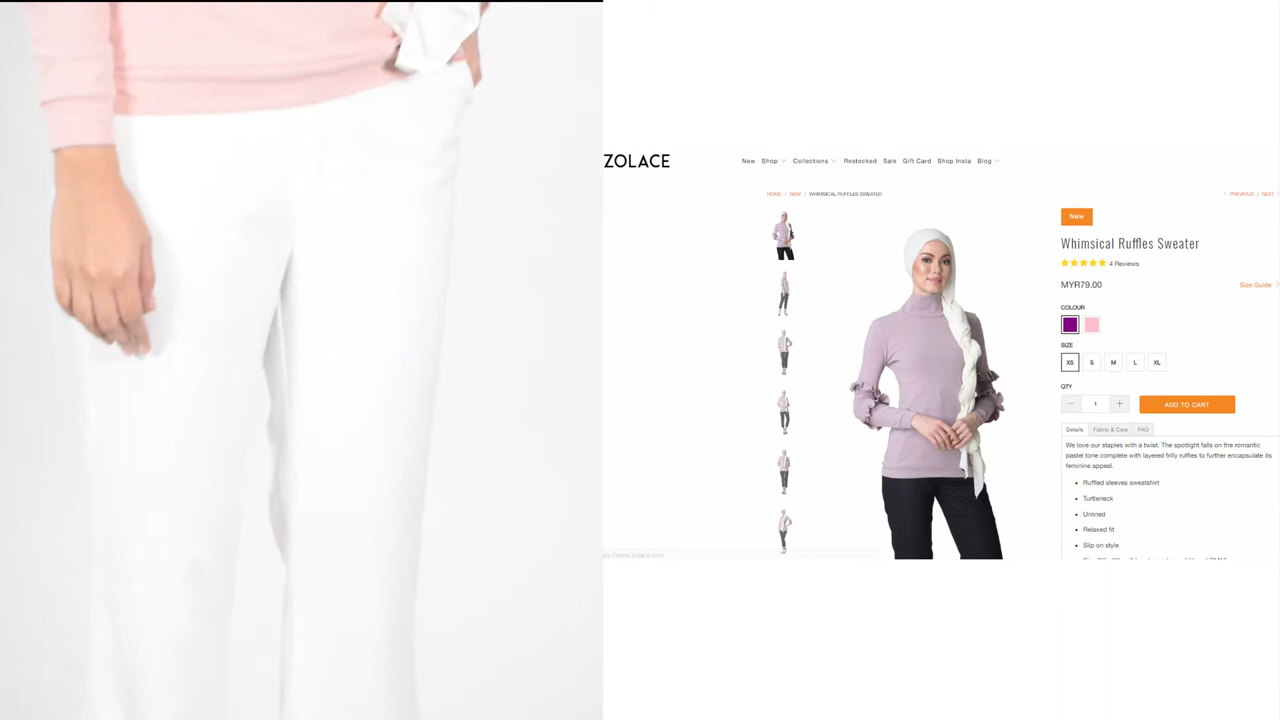 ZOLACE
New Shop Collections Restocked Sale Gift Card Shop Insta Blog
HOME / NEW / WHIMSICAL RUFFLES SWEATER
PREVIOUS | NEXT
New
Whimsical Ruffles Sweater
4 Reviews
MYR79.00
Size Guide
COLOUR
SIZE
XS S M L XL
QTY
1
ADD TO CART
Details Fabric & Care FAQ
We love our staples with a twist. The spotlight falls on the romantic
pastel tone complete with layered frilly ruffles to further encapsulate its
feminine appeal.
Ruffled sleeves sweatshirt
Turtleneck
Unlined
Relaxed fit
Slip on style
ps://www.zolace.com